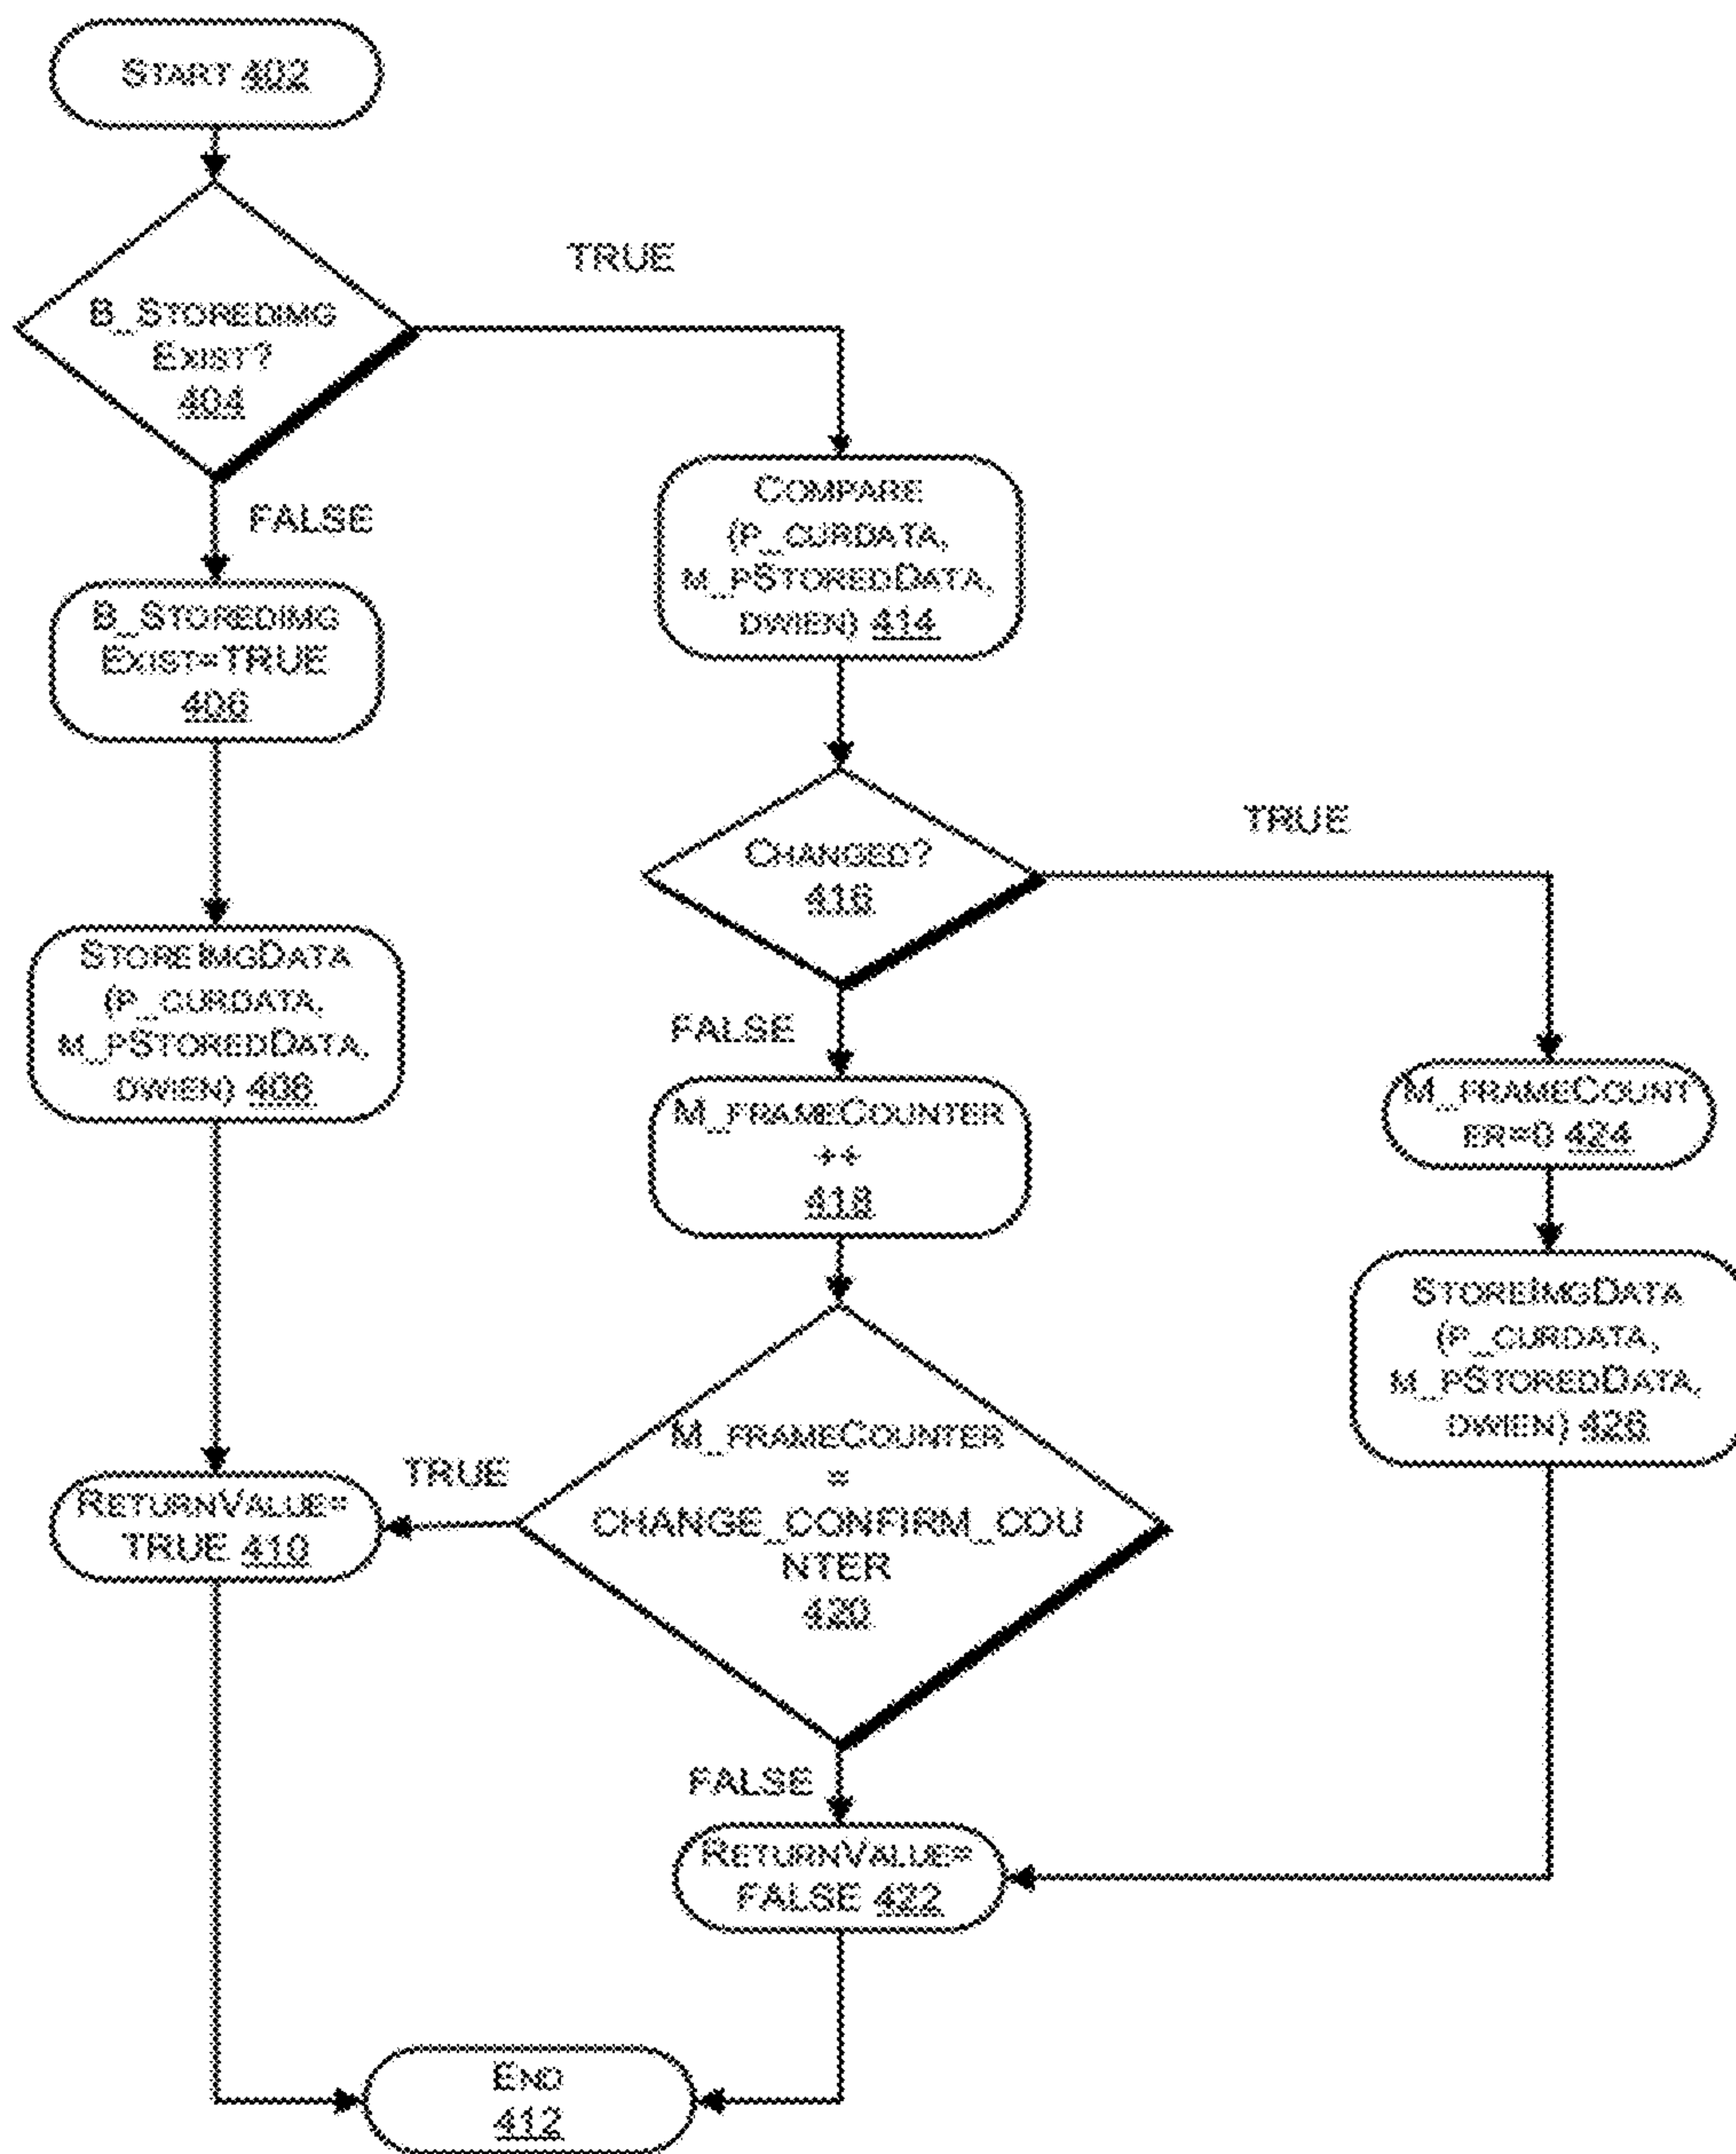 START 402
B_STOREDIMG
EXIST?
404
TRUE
FALSE
B_STOREDIMG
EXIST=TRUE
406
STOREIMGDATA
(P_CURDATA,
M_PSTOREDDATA,
DWIEN) 408
COMPARE
(P_CURDATA,
M_PSTOREDDATA,
DWIEN) 414
CHANGED?
416
TRUE
FALSE
M_FRAMECOUNTER
++
418
M_FRAMECOUNT
ER=0 424
STOREIMGDATA
(P_CURDATA,
M_PSTOREDDATA,
DWIEN) 426
M_FRAMECOUNTER
=
CHANGE_CONFIRM_COU
NTER
420
TRUE
RETURNVALUE=
TRUE 410
FALSE
RETURNVALUE=
FALSE 422
END
412